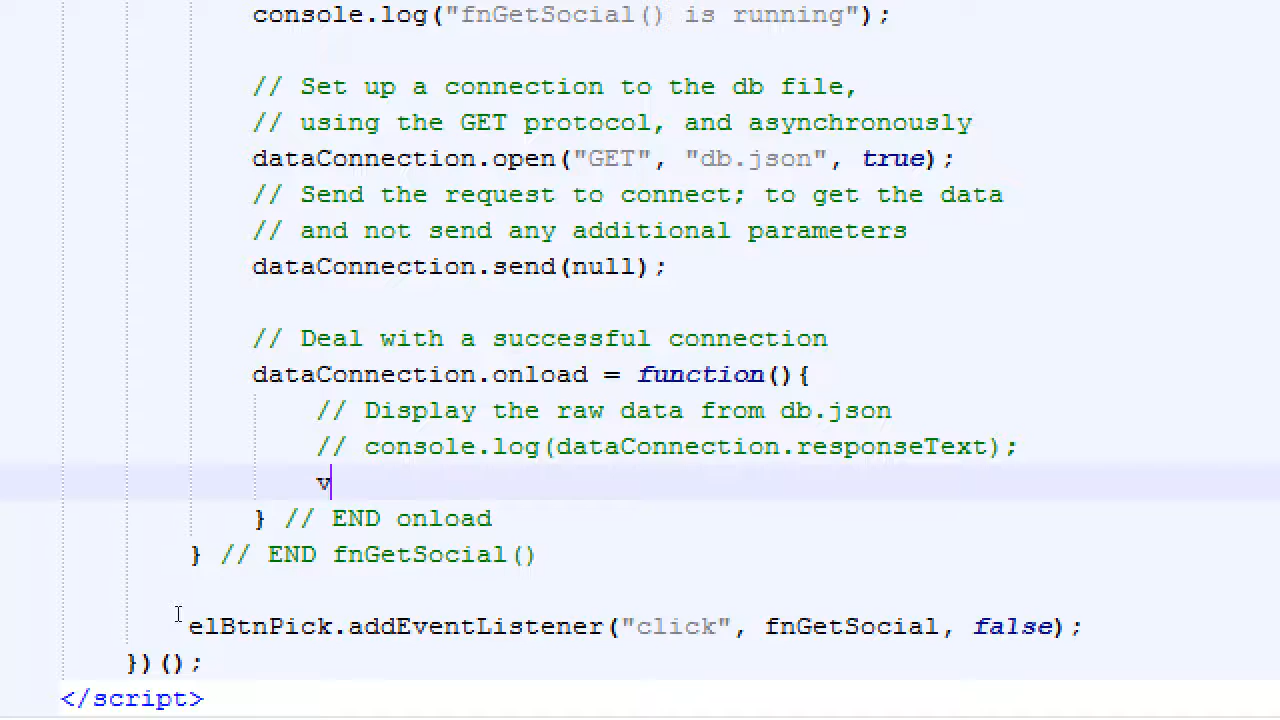 console.log("fnGetSocial() is running");
// Set up a connection to the db file,
// using the GET protocol, and asynchronously
dataConnection.open("GET", "db.json", true);
// Send the request to connect; to get the data
// and not send any additional parameters
dataConnection.send(null);
// Deal with a successful connection
dataConnection.onload = function(){
// Display the raw data from db.json
// console.log(dataConnection.responseText);
v
} // END onload
} // END fnGetSocial()
elBtnPick.addEventListener("click", fnGetSocial, false);
})();
</script>